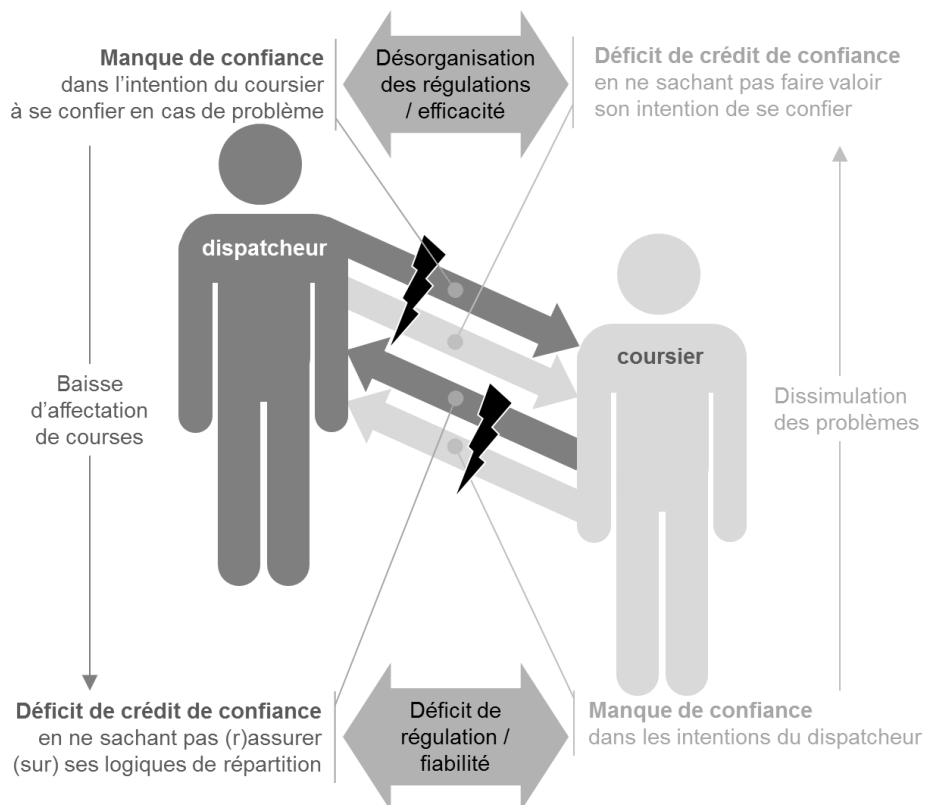 Manque de confiance
dans l’intention du coursier
à se confier en cas de problème
Désorganisation
des régulations
/ efficacité
Déficit de crédit de confiance
en ne sachant pas faire valoir
son intention de se confier
dispatcheur
coursier
Baisse
d’affectation
de courses
Dissimulation
des problèmes
Déficit de crédit de confiance
en ne sachant pas (r)assurer
(sur) ses logiques de répartition
Déficit de
régulation /
fiabilité
Manque de confiance
dans les intentions du dispatcheur